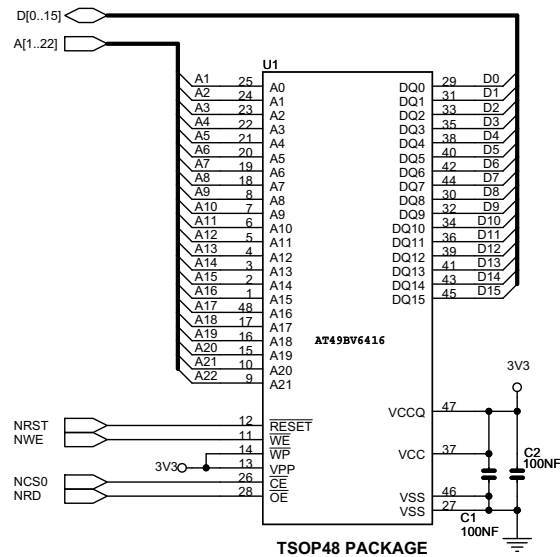 D[0..15]
A[1..22]
U1
A1 25 A0 DQ0 29 D0
A2 24 A1 DQ1 31 D1
A3 23 A2 DQ2 33 D2
A4 22 A3 DQ3 35 D3
A5 21 A4 DQ4 38 D4
A6 20 A5 DQ5 40 D5
A7 19 A6 DQ6 42 D6
A8 18 A7 DQ7 44 D7
A9 8 A8 DQ8 30 D8
A10 7 A9 DQ9 32 D9
A11 6 A10 DQ10 34 D10
A12 5 A11 DQ11 36 D11
A13 4 A12 DQ12 39 D12
A14 3 A13 DQ13 41 D13
A15 2 A14 DQ14 43 D14
A16 1 A15 DQ15 45 D15
A17 48 A16
A18 17 A17
A19 16 A18 AT49BV6416
A20 15 A19
A21 10 A20 3V3
A22 9 A21
VCCQ 47
NRST 12 RESET
NWE 11 WE
14 WP VCC 37 C2
3V3 13 VPP 100NF
NCS0 26 CE
NRD 28 OE VSS 46
VSS 27 C1
100NF
TSOP48 PACKAGE